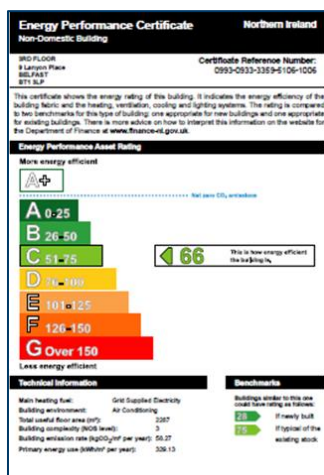 Energy Performance Certificate
Northern Ireland
Non-Domestic Building
3RD FLOOR
9 Lanyon Place
BELFAST
BT1 3LP
Certificate Reference Number:
0993-0933-3359-5106-1006
This certificate shows the energy rating of this building. It indicates the energy efficiency of the
building fabric and the heating, ventilation, cooling and lighting systems. The rating is compared
to two benchmarks for this type of building: one appropriate for new buildings and one appropriate
for existing buildings. There is more advice on how to interpret this information on the website for
the Department of Finance at www.finance-ni.gov.uk.
Energy Performance Asset Rating
More energy efficient
A+
Net zero CO₂ emissions
A 0-25
B 26-50
C 51-75
66
This is how energy efficient
the building is.
D 76-100
E 101-125
F 126-150
G Over 150
Less energy efficient
Technical Information
Main heating fuel: Grid Supplied Electricity
Building environment: Air Conditioning
Total useful floor area (m²): 2287
Building complexity (NOS level): 3
Building emission rate (kgCO₂/m² per year): 56.27
Primary energy use (kWh/m² per year): 329.13
Benchmarks
Buildings similar to this one
could have rating as follows:
28 If newly built
75 If typical of the
existing stock